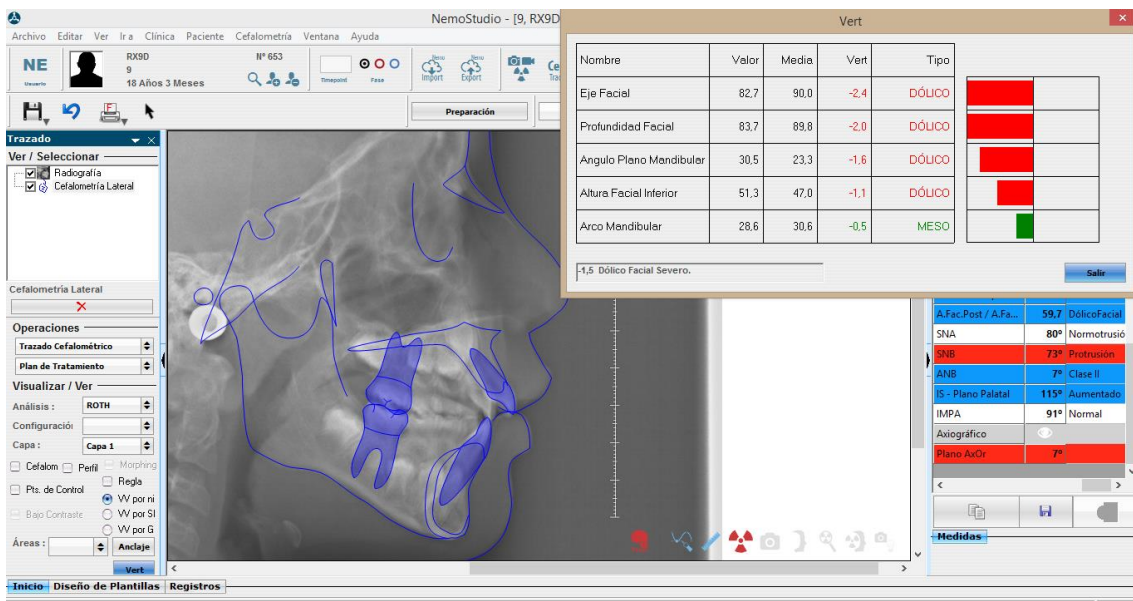 NemoStudio - [9, RX9D
Vert
Archivo Editar Ver Ir a Clínica Paciente Cefalometría Ventana Ayuda
NE
Usuario
RX9D
9
18 Años 3 Meses
Nº 653
Timepoint
Fase
Import
Export
Preparación
Nombre Valor Media Vert Tipo
Eje Facial 82,7 90,0 -2,4 DÓLICO
Profundidad Facial 83,7 89,8 -2,0 DÓLICO
Angulo Plano Mandibular 30,5 23,3 -1,6 DÓLICO
Altura Facial Inferior 51,3 47,0 -1,1 DÓLICO
Arco Mandibular 28,6 30,6 -0,5 MESO
-1,5 Dólico Facial Severo.
Salir
Trazado
Ver / Seleccionar
Radiografía
Cefalometría Lateral
Cefalometría Lateral
Operaciones
Trazado Cefalométrico
Plan de Tratamiento
Visualizar / Ver
Análisis : ROTH
Configuració
Capa : Capa 1
Cefalom Perfil Morphing
Regla
Pts. de Control
VV por ni
Bajo Contraste VV por SI
VV por G
Áreas : Anclaje
Vert
A.Fac.Post / A.Fa... 59,7 DólicoFacial
SNA 80º Normotrusió
SNB 73º Protrusión
ANB 7º Clase II
IS - Plano Palatal 115º Aumentado
IMPA 91º Normal
Axiográfico
Plano AxOr 7º
Medidas
Inicio Diseño de Plantillas Registros